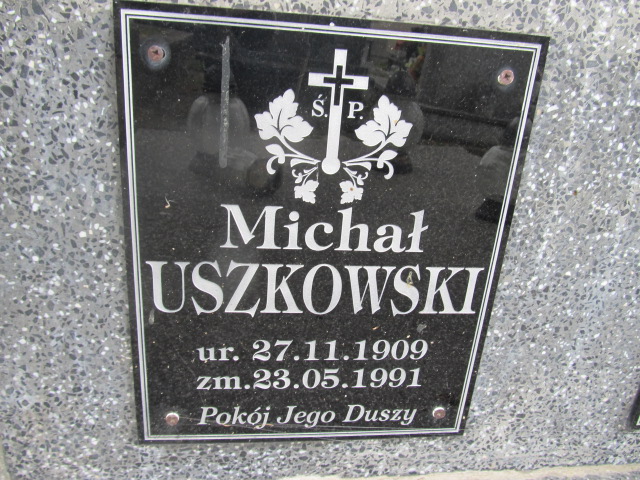 Ś. P.
Michał
USZKOWSKI
ur. 27.11.1909
zm. 23.05.1991
Pokój Jego Duszy